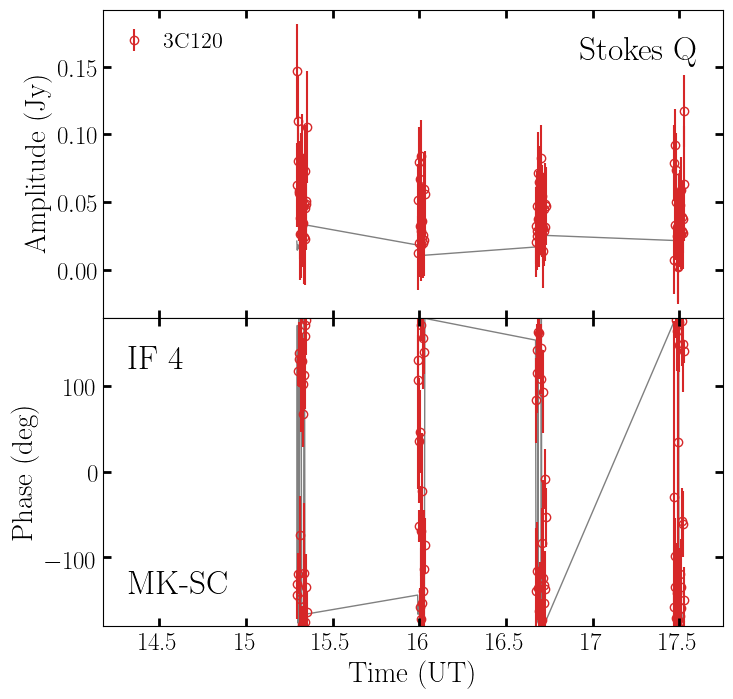 3C120
Stokes Q
Amplitude (Jy)
0.15
0.10
0.05
0.00
IF 4
MK-SC
Phase (deg)
100
0
−100
14.5 15 15.5 16 16.5 17 17.5
Time (UT)